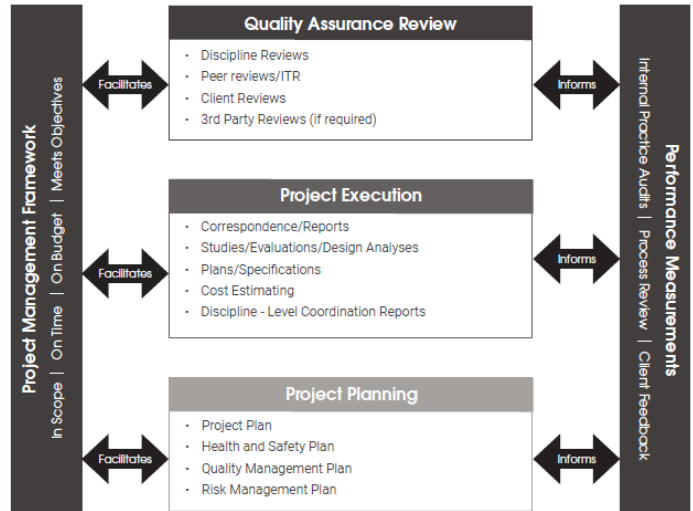 Project Management Framework
In Scope | On Time | On Budget | Meets Objectives
Quality Assurance Review
· Discipline Reviews
· Peer reviews/ITR
· Client Reviews
· 3rd Party Reviews (if required)
Facilitates
Informs
Project Execution
· Correspondence/Reports
· Studies/Evaluations/Design Analyses
· Plans/Specifications
· Cost Estimating
· Discipline - Level Coordination Reports
Facilitates
Informs
Project Planning
· Project Plan
· Health and Safety Plan
· Quality Management Plan
· Risk Management Plan
Facilitates
Informs
Performance Measurements
Internal Practice Audits | Process Review | Client Feedback